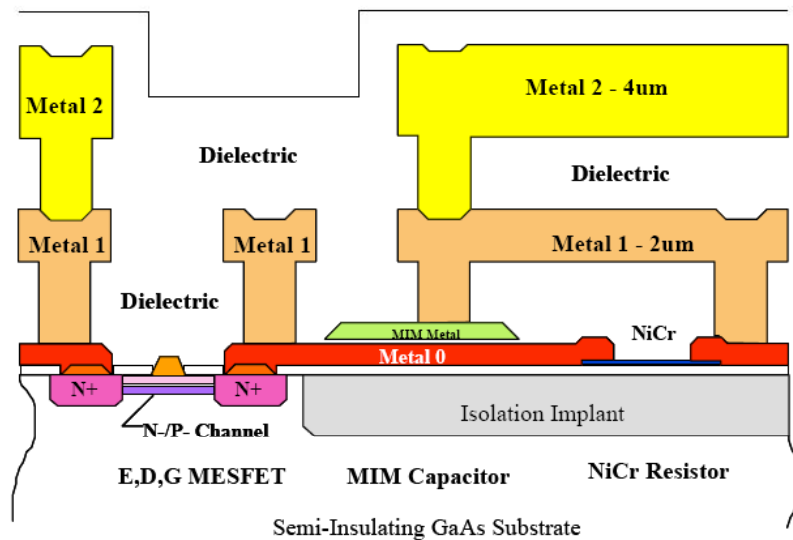 Metal 2
Metal 2 - 4um
Dielectric
Dielectric
Metal 1
Metal 1
Metal 1 - 2um
Dielectric
MIM Metal
NiCr
Metal 0
N+
N+
Isolation Implant
N-/P- Channel
E,D,G MESFET
MIM Capacitor
NiCr Resistor
Semi-Insulating GaAs Substrate